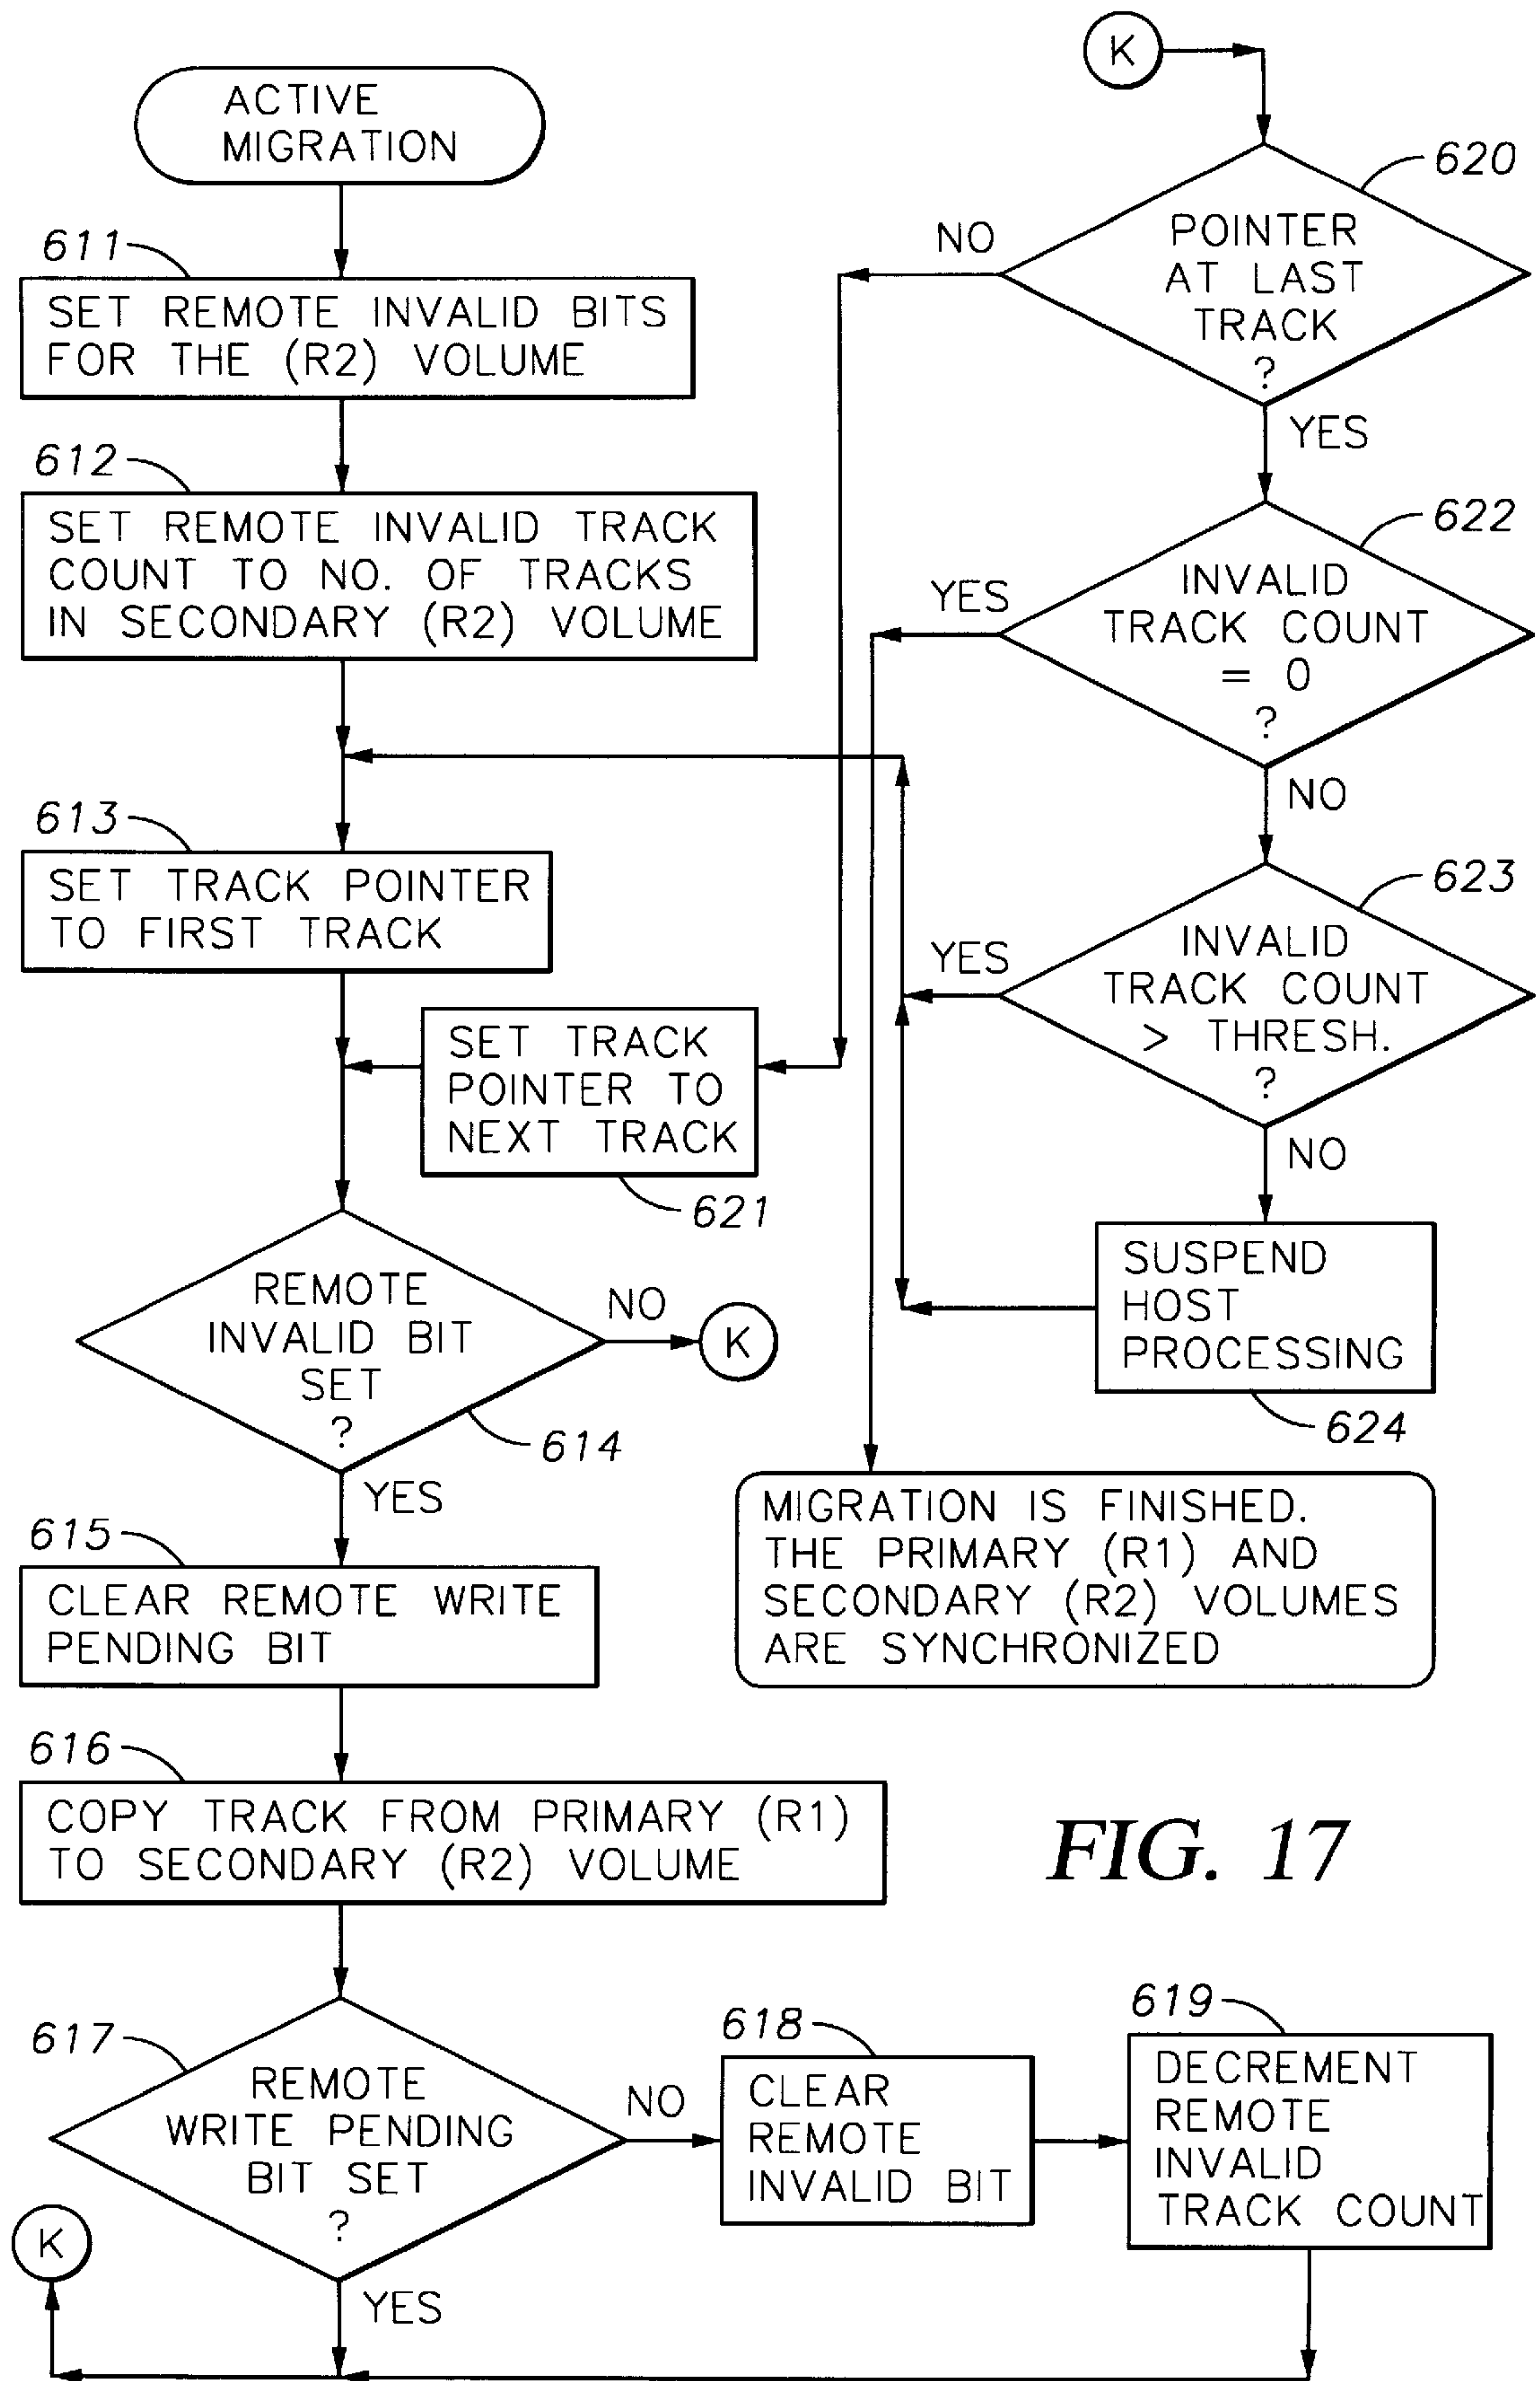 ACTIVE
MIGRATION
611
SET REMOTE INVALID BITS
FOR THE (R2) VOLUME
612
SET REMOTE INVALID TRACK
COUNT TO NO. OF TRACKS
IN SECONDARY (R2) VOLUME
613
SET TRACK POINTER
TO FIRST TRACK
SET TRACK
POINTER TO
NEXT TRACK
621
REMOTE
INVALID BIT
SET
?
614
NO
K
YES
615
CLEAR REMOTE WRITE
PENDING BIT
616
COPY TRACK FROM PRIMARY (R1)
TO SECONDARY (R2) VOLUME
617
REMOTE
WRITE PENDING
BIT SET
?
NO
YES
K
618
CLEAR
REMOTE
INVALID BIT
619
DECREMENT
REMOTE
INVALID
TRACK COUNT
K
620
POINTER
AT LAST
TRACK
?
NO
YES
622
INVALID
TRACK COUNT
= 0
?
YES
NO
623
INVALID
TRACK COUNT
> THRESH.
?
YES
NO
SUSPEND
HOST
PROCESSING
624
MIGRATION IS FINISHED.
THE PRIMARY (R1) AND
SECONDARY (R2) VOLUMES
ARE SYNCHRONIZED
FIG. 17